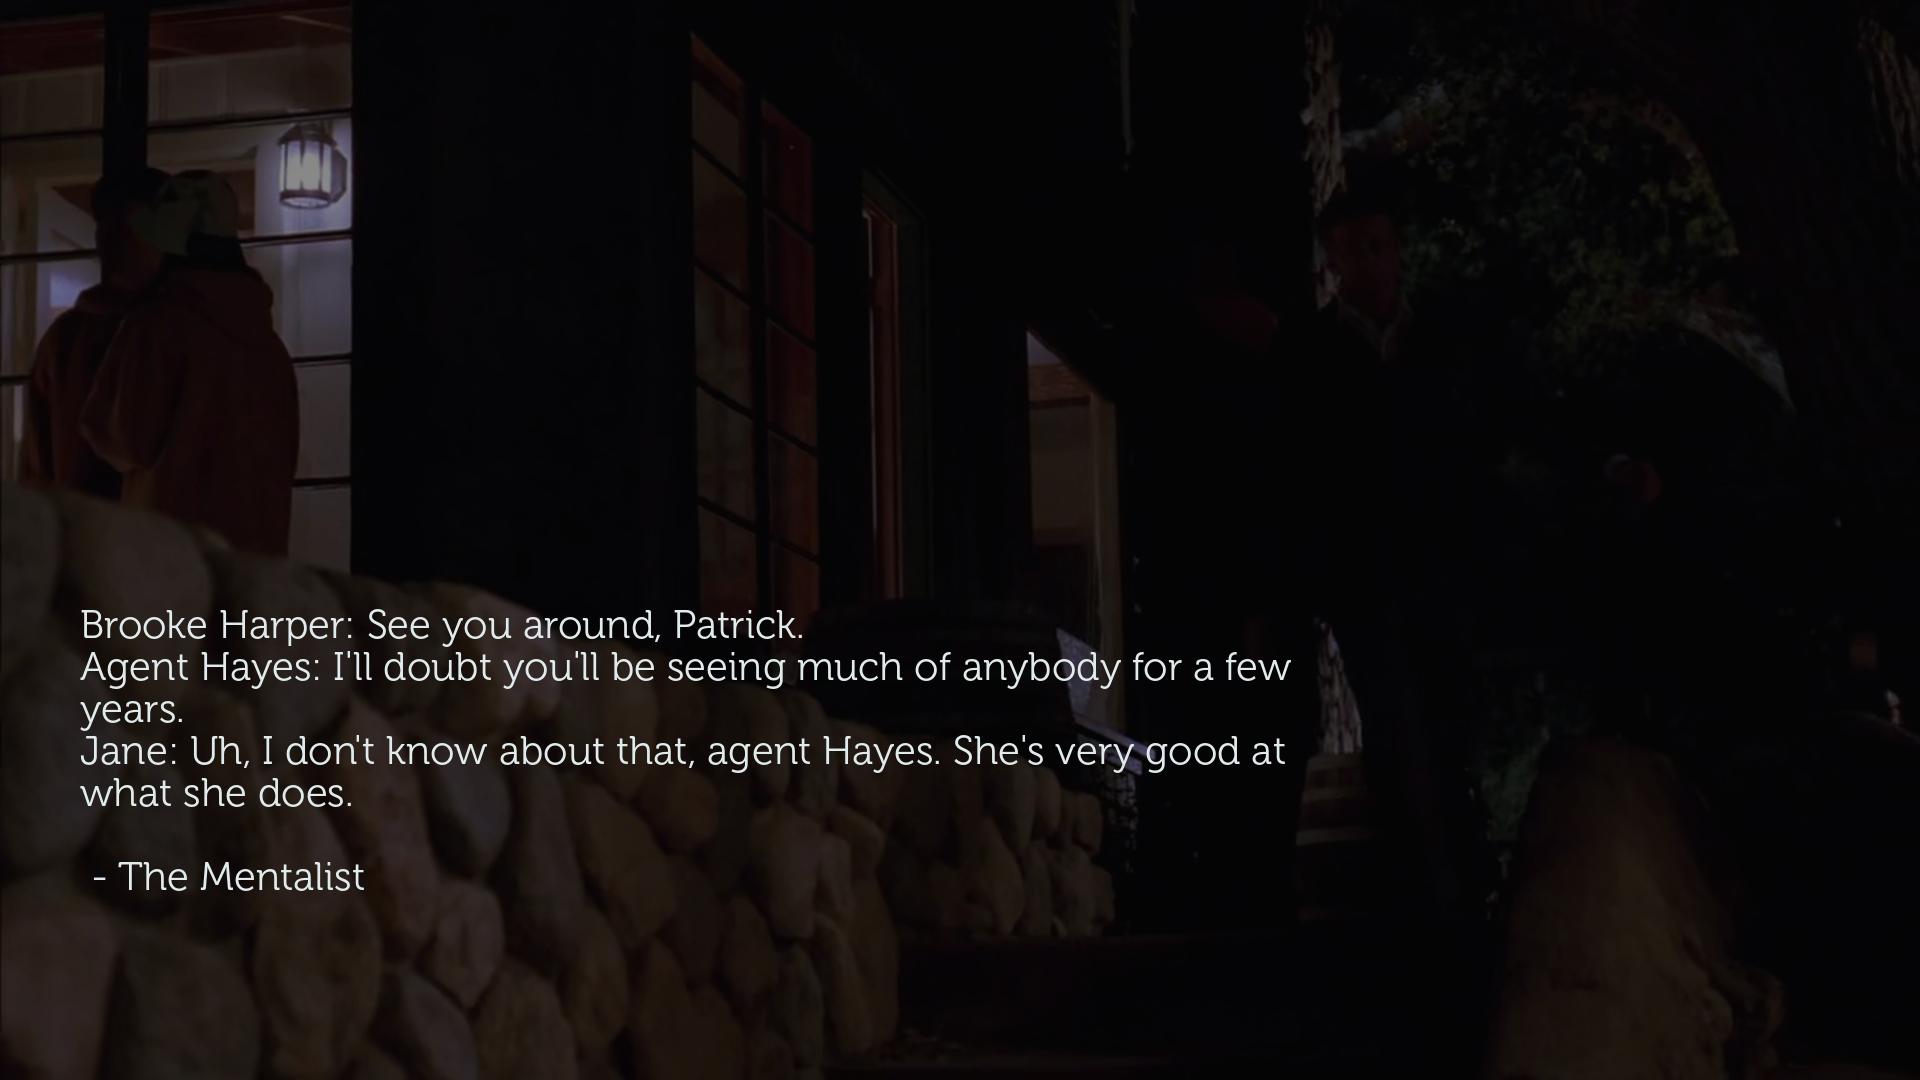 Brooke Harper: See you around, Patrick.
Agent Hayes: I'll doubt you'll be seeing much of anybody for a few
years.
Jane: Uh, I don't know about that, agent Hayes. She's very good at
what she does.
- The Mentalist